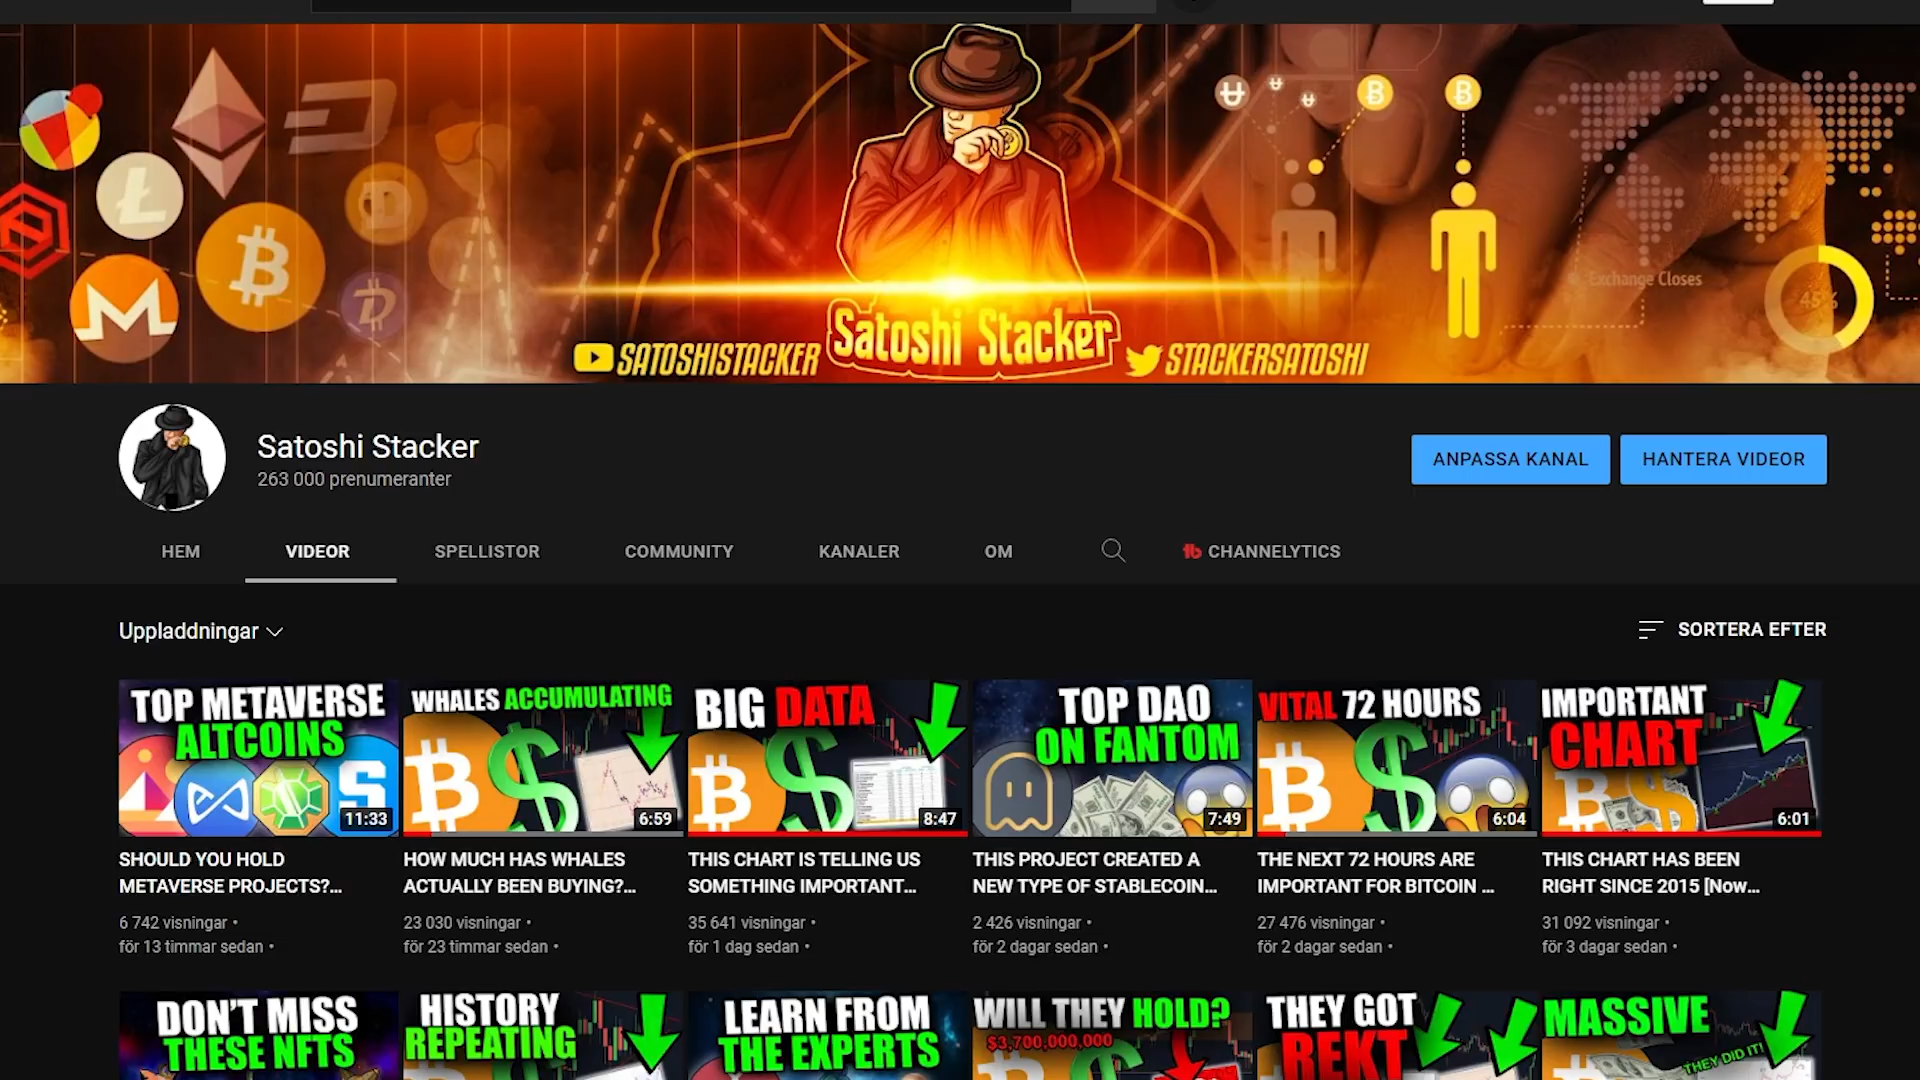 Exchange Closes
45%
Satoshi Stacker
SATOSHISTACKER
STACKERSATOSHI
Satoshi Stacker
263 000 prenumeranter
ANPASSA KANAL
HANTERA VIDEOR
HEM
VIDEOR
SPELLISTOR
COMMUNITY
KANALER
OM
CHANNELYTICS
Uppladdningar
SORTERA EFTER
TOP METAVERSE
ALTCOINS
11:33
SHOULD YOU HOLD
METAVERSE PROJECTS?...
6 742 visningar •
för 13 timmar sedan •
WHALES ACCUMULATING
6:59
HOW MUCH HAS WHALES
ACTUALLY BEEN BUYING?...
23 030 visningar •
för 23 timmar sedan •
BIG DATA
8:47
THIS CHART IS TELLING US
SOMETHING IMPORTANT...
35 641 visningar •
för 1 dag sedan •
TOP DAO
ON FANTOM
7:49
THIS PROJECT CREATED A
NEW TYPE OF STABLECOIN...
2 426 visningar •
för 2 dagar sedan •
VITAL 72 HOURS
6:04
THE NEXT 72 HOURS ARE
IMPORTANT FOR BITCOIN ...
27 476 visningar •
för 2 dagar sedan •
IMPORTANT
CHART
6:01
THIS CHART HAS BEEN
RIGHT SINCE 2015 [Now...
31 092 visningar •
för 3 dagar sedan •
DON'T MISS
THESE NFTS
HISTORY
REPEATING
LEARN FROM
THE EXPERTS
WILL THEY HOLD?
$3,700,000,000
THEY GOT
REKT
MASSIVE
THEY DID IT!